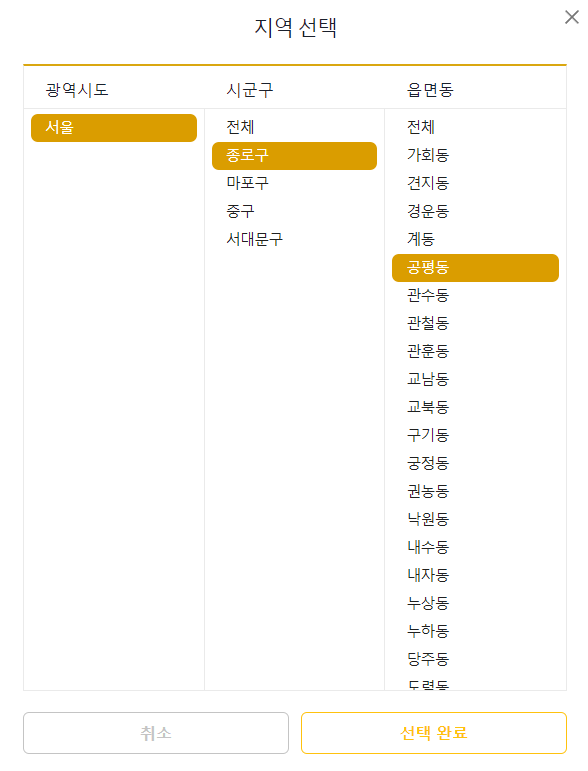 지역 선택
광역시도 시군구 읍면동
서울 전체 전체
종로구 가회동
마포구 견지동
중구 경운동
서대문구 계동
공평동
관수동
관철동
관훈동
교남동
교북동
구기동
궁정동
권농동
낙원동
내수동
내자동
누상동
누하동
당주동
도렴동
취소 선택 완료